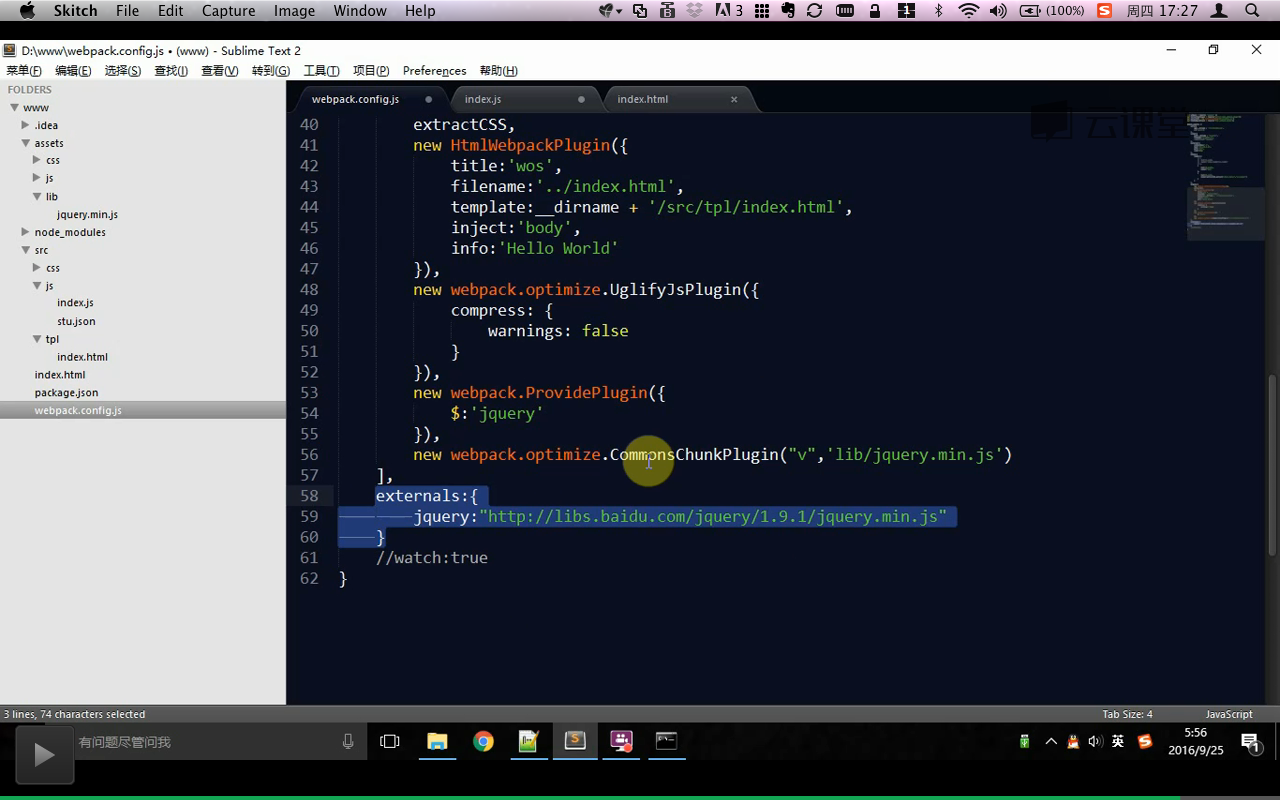 Skitch File Edit Capture Image Window Help 3 1 (100%) S 周四 17:27
D:\www\webpack.config.js • (www) - Sublime Text 2
菜单(F) 编辑(E) 选择(S) 查找(I) 查看(V) 转到(G) 工具(T) 项目(P) Preferences 帮助(H)
FOLDERS
www
.idea
assets
css
js
lib
jquery.min.js
node_modules
src
css
js
index.js
stu.json
tpl
index.html
index.html
package.json
webpack.config.js
webpack.config.js index.js index.html
云课堂
40 extractCSS,
41 new HtmlWebpackPlugin({
42 title:'wos',
43 filename:'../index.html',
44 template:__dirname + '/src/tpl/index.html',
45 inject:'body',
46 info:'Hello World'
47 }),
48 new webpack.optimize.UglifyJsPlugin({
49 compress: {
50 warnings: false
51 }
52 }),
53 new webpack.ProvidePlugin({
54 $:'jquery'
55 }),
56 new webpack.optimize.CommonsChunkPlugin("v",'lib/jquery.min.js')
57 ],
58 externals:{
59 jquery:"http://libs.baidu.com/jquery/1.9.1/jquery.min.js"
60 }
61 //watch:true
62 }
3 lines, 74 characters selected Tab Size: 4 JavaScript
有问题尽管问我
英 S 5:56
2016/9/25 1